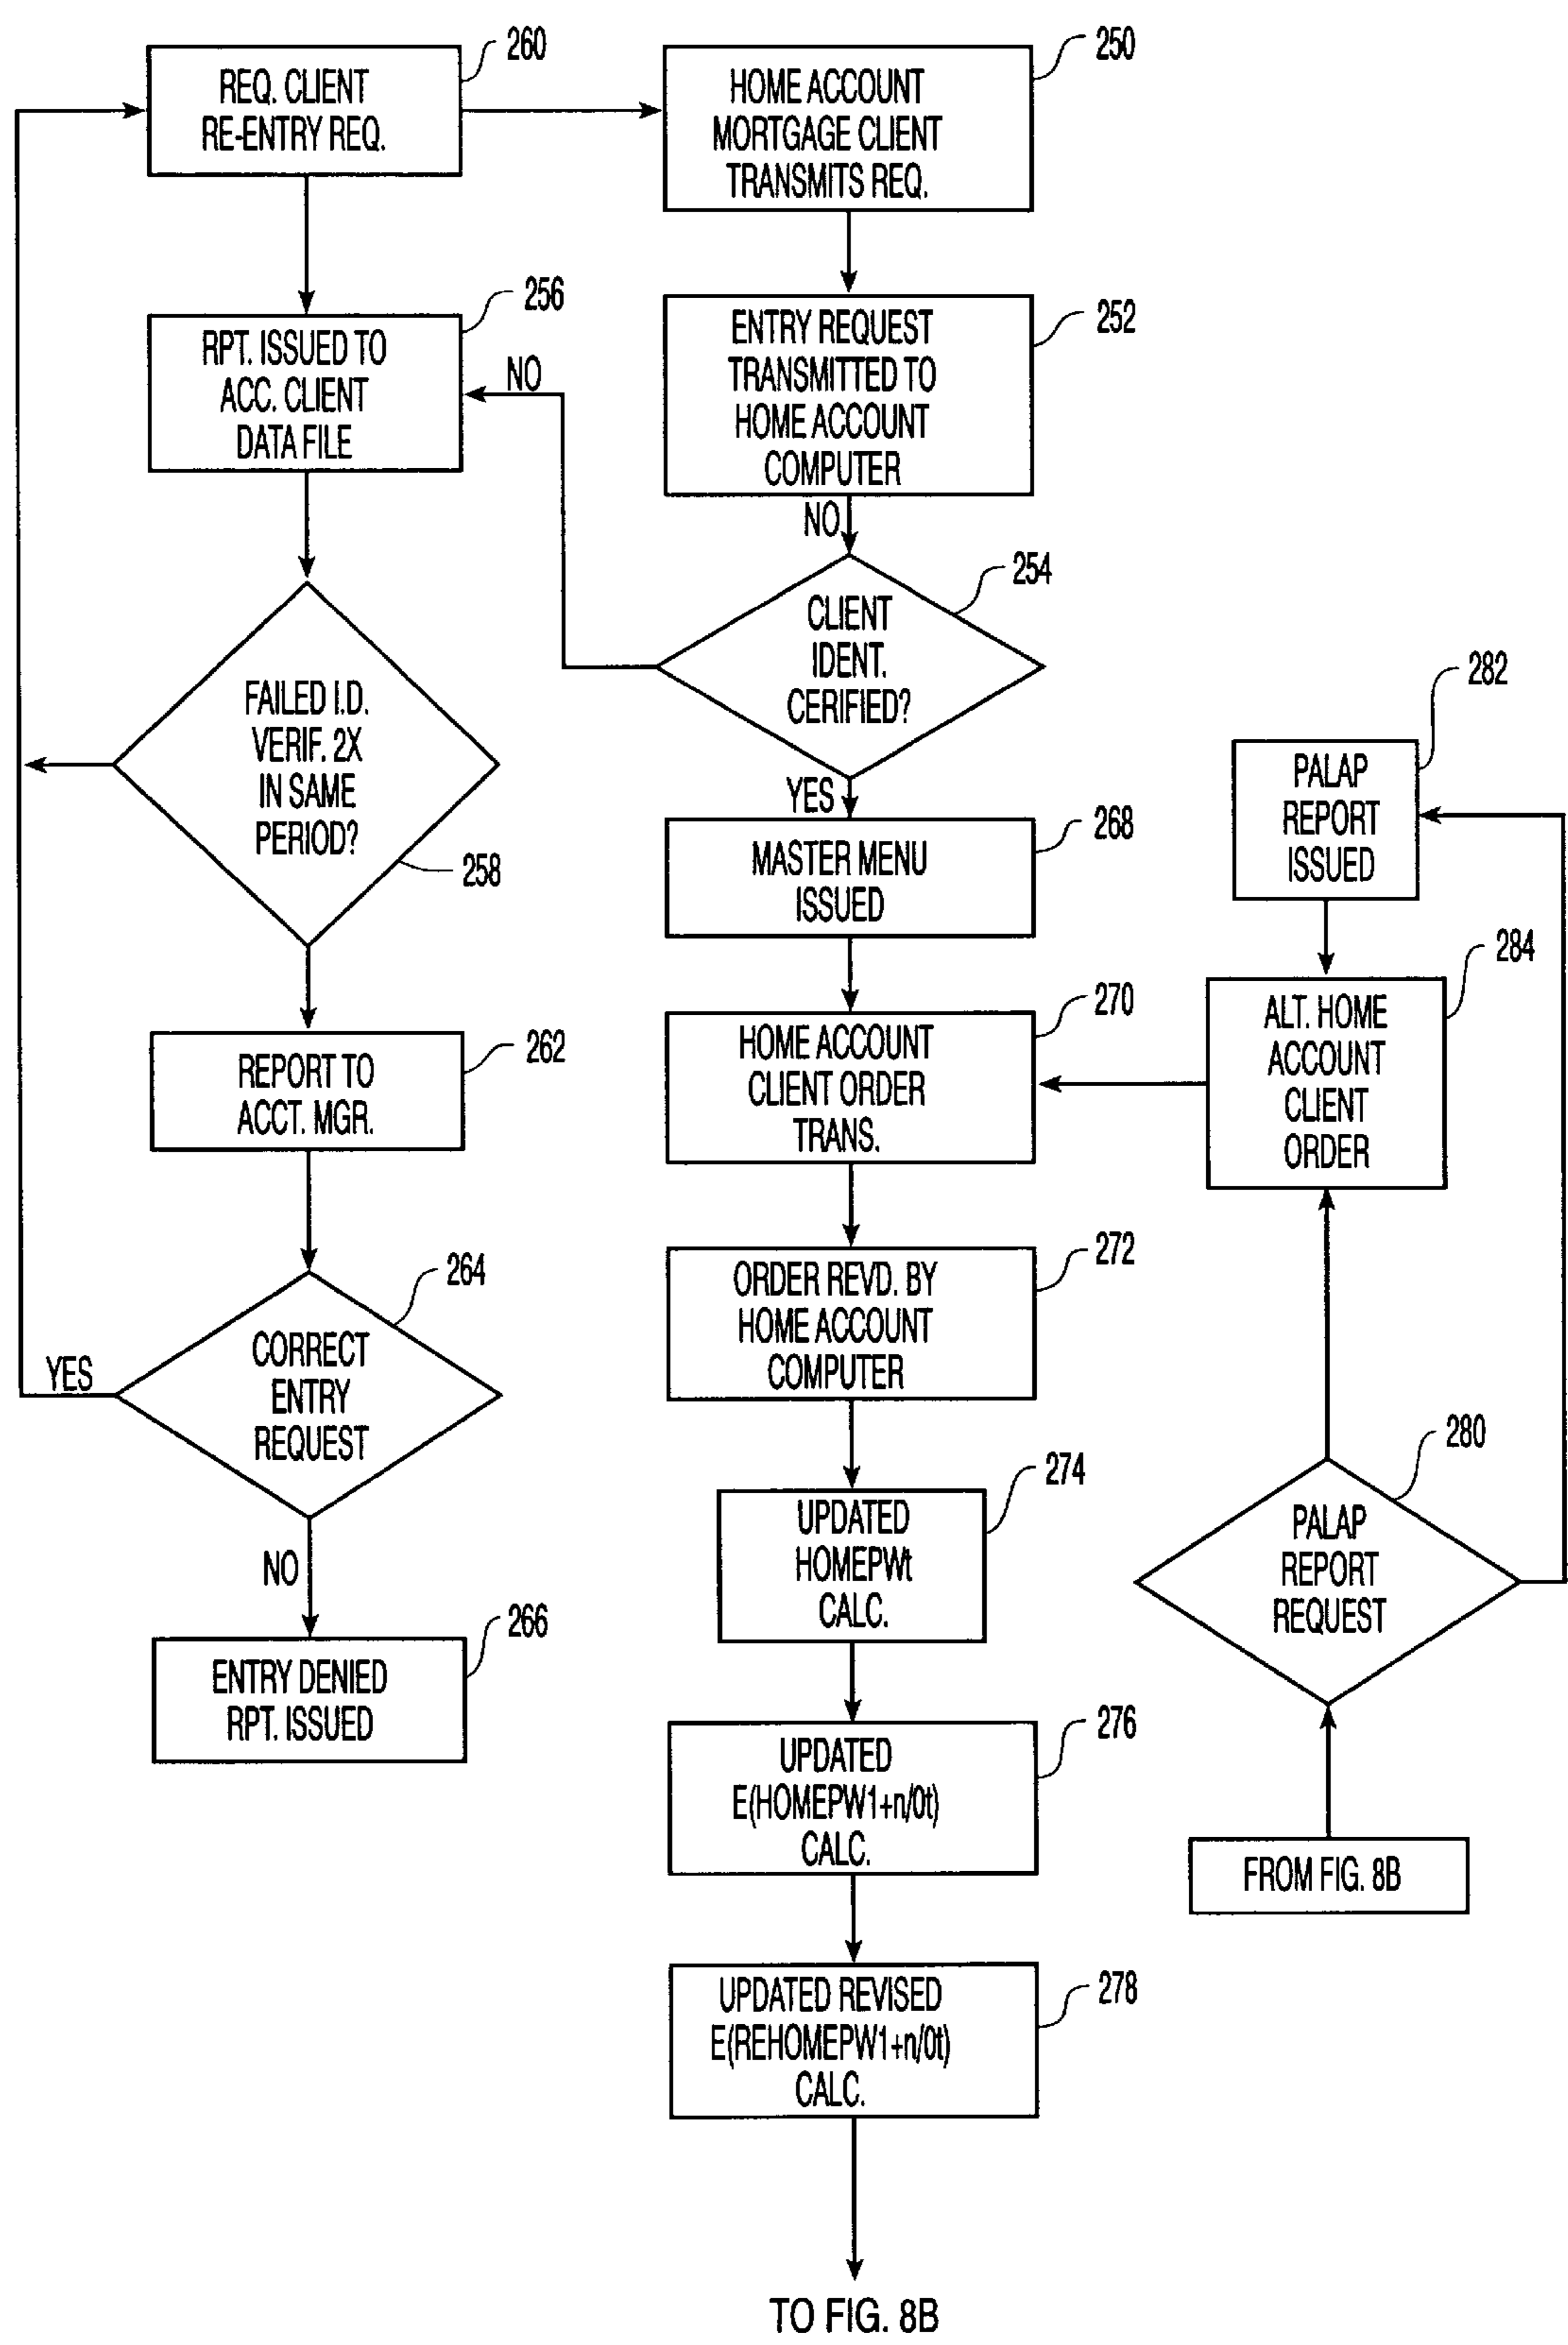 260
REQ. CLIENT
RE-ENTRY REQ.
250
HOME ACCOUNT
MORTGAGE CLIENT
TRANSMITS REQ.
256
RPT. ISSUED TO
ACC. CLIENT
DATA FILE
NO
252
ENTRY REQUEST
TRANSMITTED TO
HOME ACCOUNT
COMPUTER
NO
254
CLIENT
IDENT.
CERIFIED?
YES
FAILED I.D.
VERIF. 2X
IN SAME
PERIOD?
258
268
MASTER MENU
ISSUED
282
PALAP
REPORT
ISSUED
262
REPORT TO
ACCT. MGR.
270
HOME ACCOUNT
CLIENT ORDER
TRANS.
284
ALT. HOME
ACCOUNT
CLIENT
ORDER
264
CORRECT
ENTRY
REQUEST
YES
NO
272
ORDER REVD. BY
HOME ACCOUNT
COMPUTER
266
ENTRY DENIED
RPT. ISSUED
274
UPDATED
HOMEPWt
CALC.
280
PALAP
REPORT
REQUEST
276
UPDATED
E(HOMEPW1+n/0t)
CALC.
FROM FIG. 8B
278
UPDATED REVISED
E(REHOMEPW1+n/0t)
CALC.
TO FIG. 8B